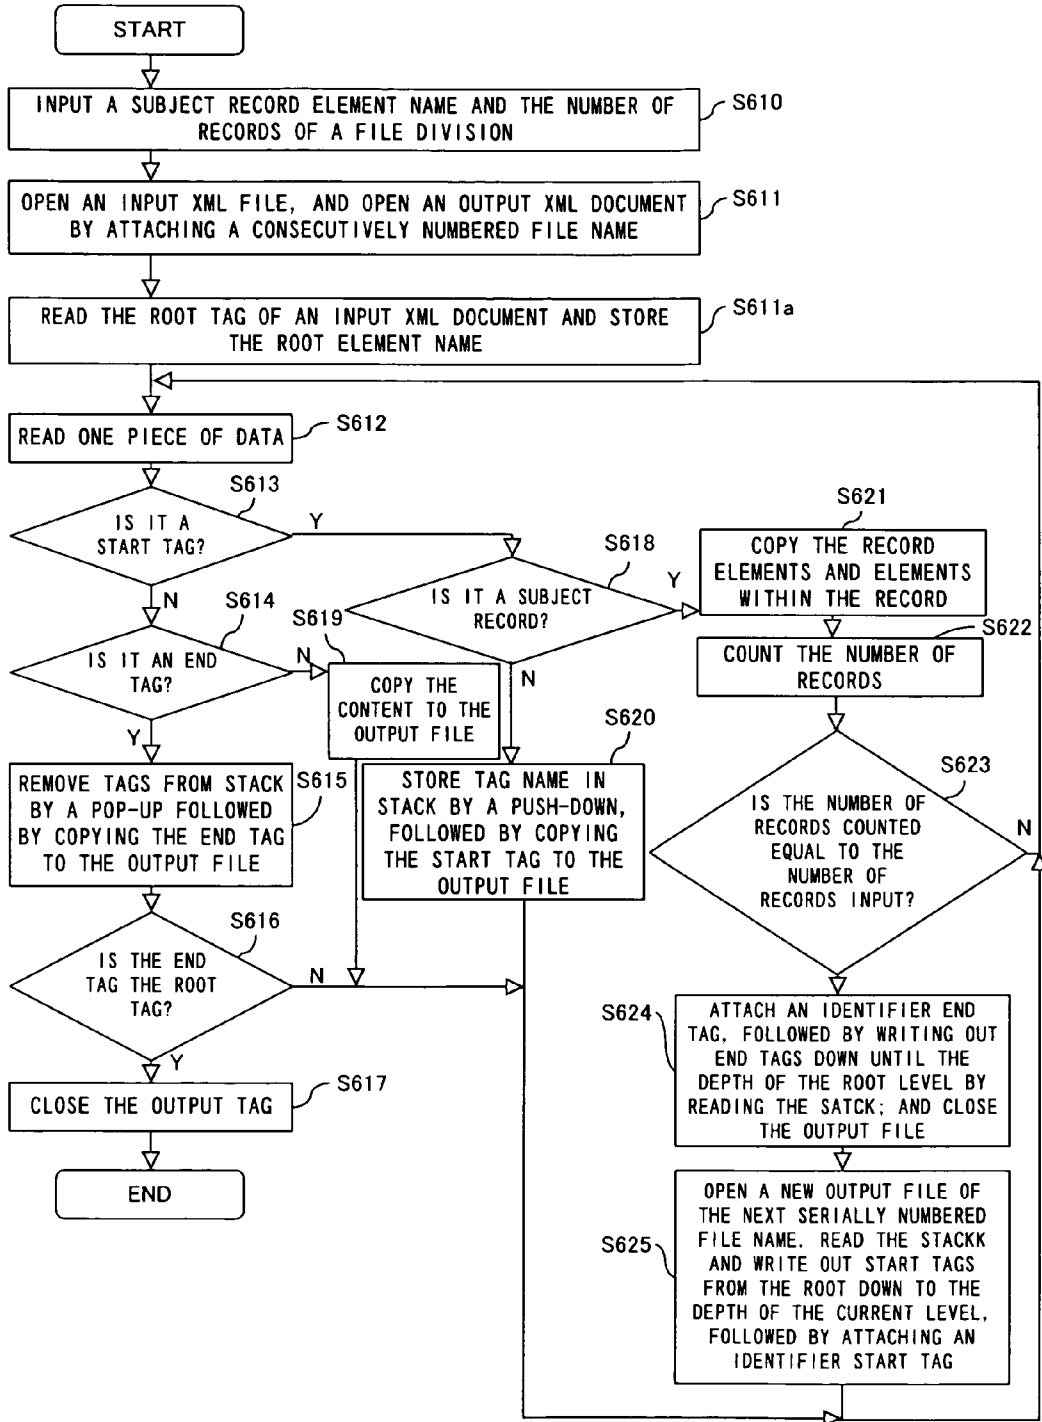 START
INPUT A SUBJECT RECORD ELEMENT NAME AND THE NUMBER OF
RECORDS OF A FILE DIVISION
S610
OPEN AN INPUT XML FILE, AND OPEN AN OUTPUT XML DOCUMENT
BY ATTACHING A CONSECUTIVELY NUMBERED FILE NAME
S611
READ THE ROOT TAG OF AN INPUT XML DOCUMENT AND STORE
THE ROOT ELEMENT NAME
S611a
READ ONE PIECE OF DATA
S612
IS IT A
START TAG?
S613
Y
N
IS IT AN END
TAG?
S614
N
Y
COPY THE
CONTENT TO THE
OUTPUT FILE
S619
REMOVE TAGS FROM STACK
BY A POP-UP FOLLOWED
BY COPYING THE END TAG
TO THE OUTPUT FILE
S615
IS THE END
TAG THE ROOT
TAG?
S616
N
Y
CLOSE THE OUTPUT TAG
S617
END
IS IT A SUBJECT
RECORD?
S618
Y
N
STORE TAG NAME IN
STACK BY A PUSH-DOWN,
FOLLOWED BY COPYING
THE START TAG TO THE
OUTPUT FILE
S620
S621
COPY THE RECORD
ELEMENTS AND ELEMENTS
WITHIN THE RECORD
S622
COUNT THE NUMBER OF
RECORDS
S623
IS THE NUMBER OF
RECORDS COUNTED
EQUAL TO THE
NUMBER OF
RECORDS INPUT?
N
S624
ATTACH AN IDENTIFIER END
TAG, FOLLOWED BY WRITING OUT
END TAGS DOWN UNTIL THE
DEPTH OF THE ROOT LEVEL BY
READING THE SATCK; AND CLOSE
THE OUTPUT FILE
S625
OPEN A NEW OUTPUT FILE OF
THE NEXT SERIALLY NUMBERED
FILE NAME. READ THE STACKK
AND WRITE OUT START TAGS
FROM THE ROOT DOWN TO THE
DEPTH OF THE CURRENT LEVEL,
FOLLOWED BY ATTACHING AN
IDENTIFIER START TAG